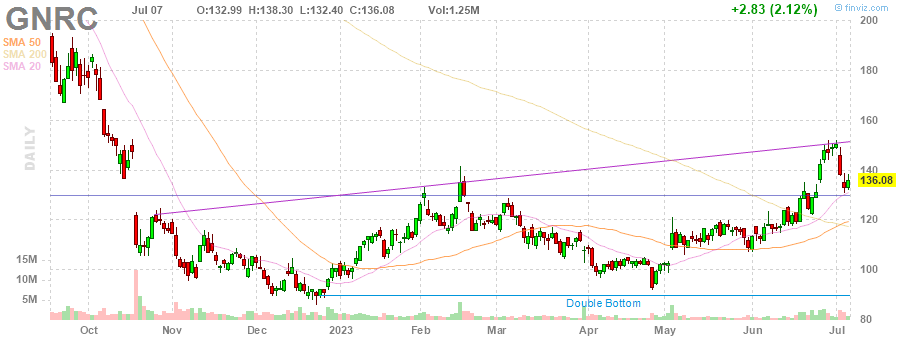 GNRC Jul 07 O:132.99 H:138.30 L:132.40 C:136.08 Vol:1.25M +2.83 (2.12%) @ finviz.com
SMA 50
SMA 200
SMA 20
DAILY
200
180
160
140
136.08
120
100
80
15M
10M
5M
Double Bottom
Oct Nov Dec 2023 Feb Mar Apr May Jun Jul